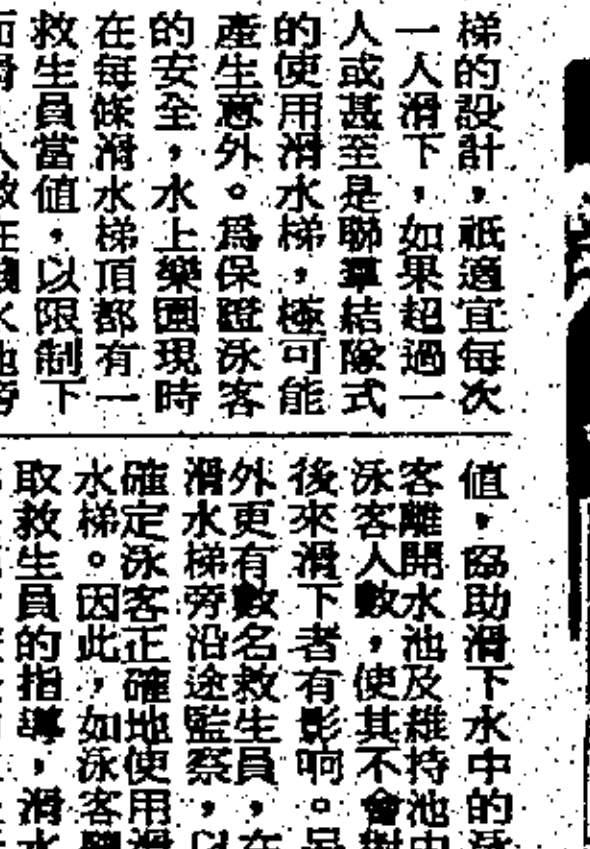 梯的設計，祇適宜每次
一人滑下，如果超過一
人或甚至是聯羣結隊式
的使用滑水梯，極可能
產生意外。爲保證泳客
的安全，水上樂園現時
在每條滑水梯頂都有一
救生員當值，以限制下
值，協助滑下水中的泳
客離開水池及維持池中
泳客人數，使其不會對
後來滑下者有影响。另
外更有數名救生員，在
滑水梯旁沿途監察，以
確定泳客正確地使用滑
水梯。因此，如泳客聽
取救生員的指導，滑水